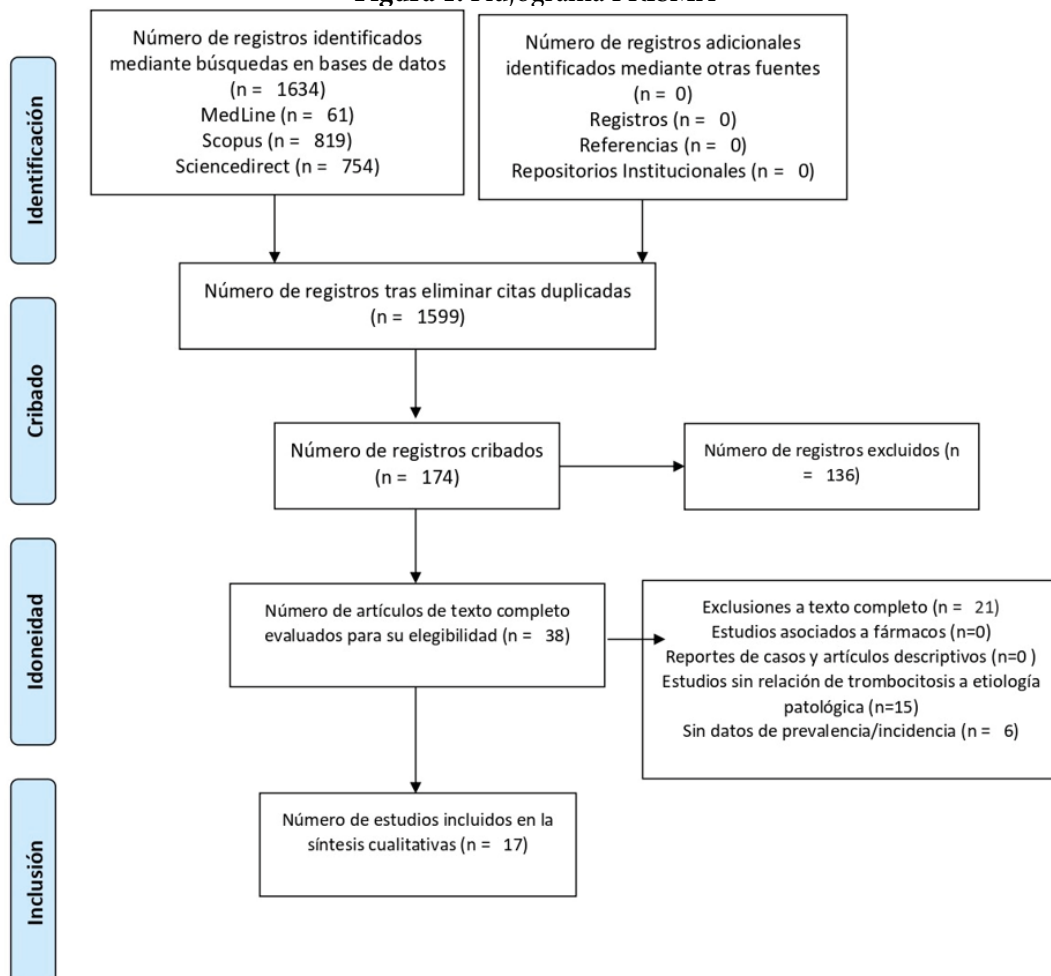 Número de registros identificados
mediante búsquedas en bases de datos
(n = 1634)
MedLine (n = 61)
Scopus (n = 819)
Sciencedirect (n = 754)
Número de registros adicionales
identificados mediante otras fuentes
(n = 0)
Registros (n = 0)
Referencias (n = 0)
Repositorios Institucionales (n = 0)
Identificación
Número de registros tras eliminar citas duplicadas
(n = 1599)
Cribado
Número de registros cribados
(n = 174)
Número de registros excluidos (n
= 136)
Idoneidad
Número de artículos de texto completo
evaluados para su elegibilidad (n = 38)
Exclusiones a texto completo (n = 21)
Estudios asociados a fármacos (n=0)
Reportes de casos y artículos descriptivos (n=0 )
Estudios sin relación de trombocitosis a etiología
patológica (n=15)
Sin datos de prevalencia/incidencia (n = 6)
Inclusión
Número de estudios incluidos en la
síntesis cualitativas (n = 17)